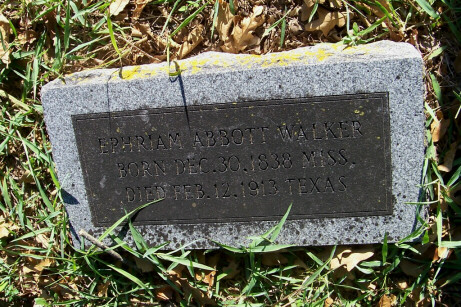 EPHRIAM ABBOTT WALKER
BORN DEC. 30, 1838 MISS.
DIED FEB. 12, 1913 TEXAS